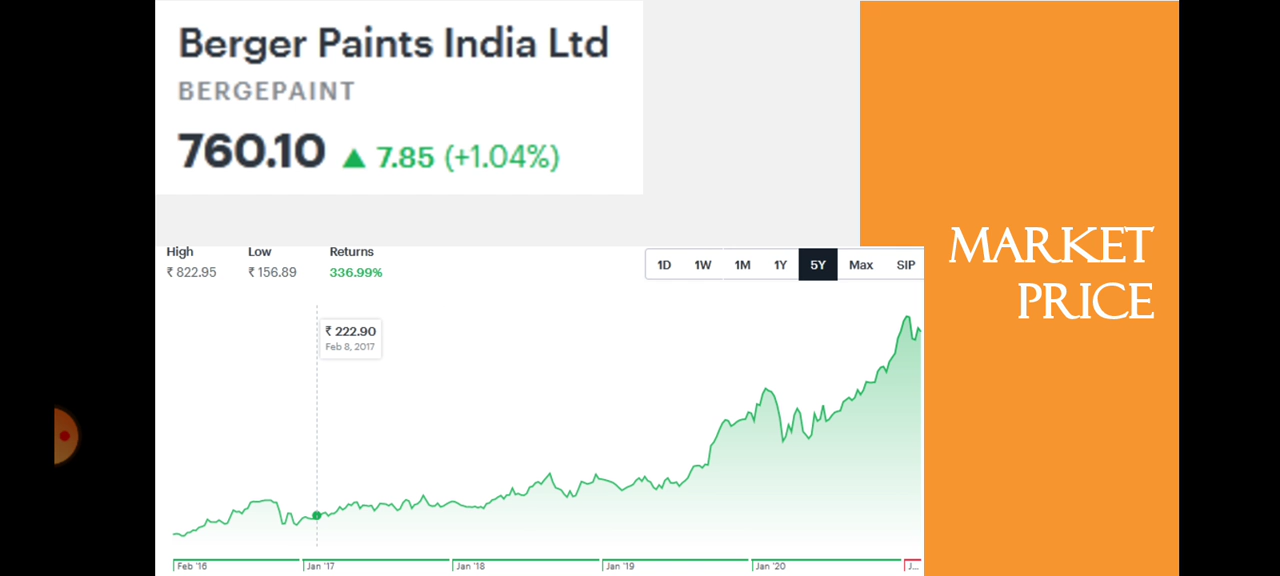 Berger Paints India Ltd
BERGEPAINT
760.10 ▲ 7.85 (+1.04%)
High Low Returns
₹ 822.95 ₹ 156.89 336.99%
1D 1W 1M 1Y 5Y Max SIP
MARKET
PRICE
₹ 222.90
Feb 8, 2017
Feb '16 Jan '17 Jan '18 Jan '19 Jan '20 J...